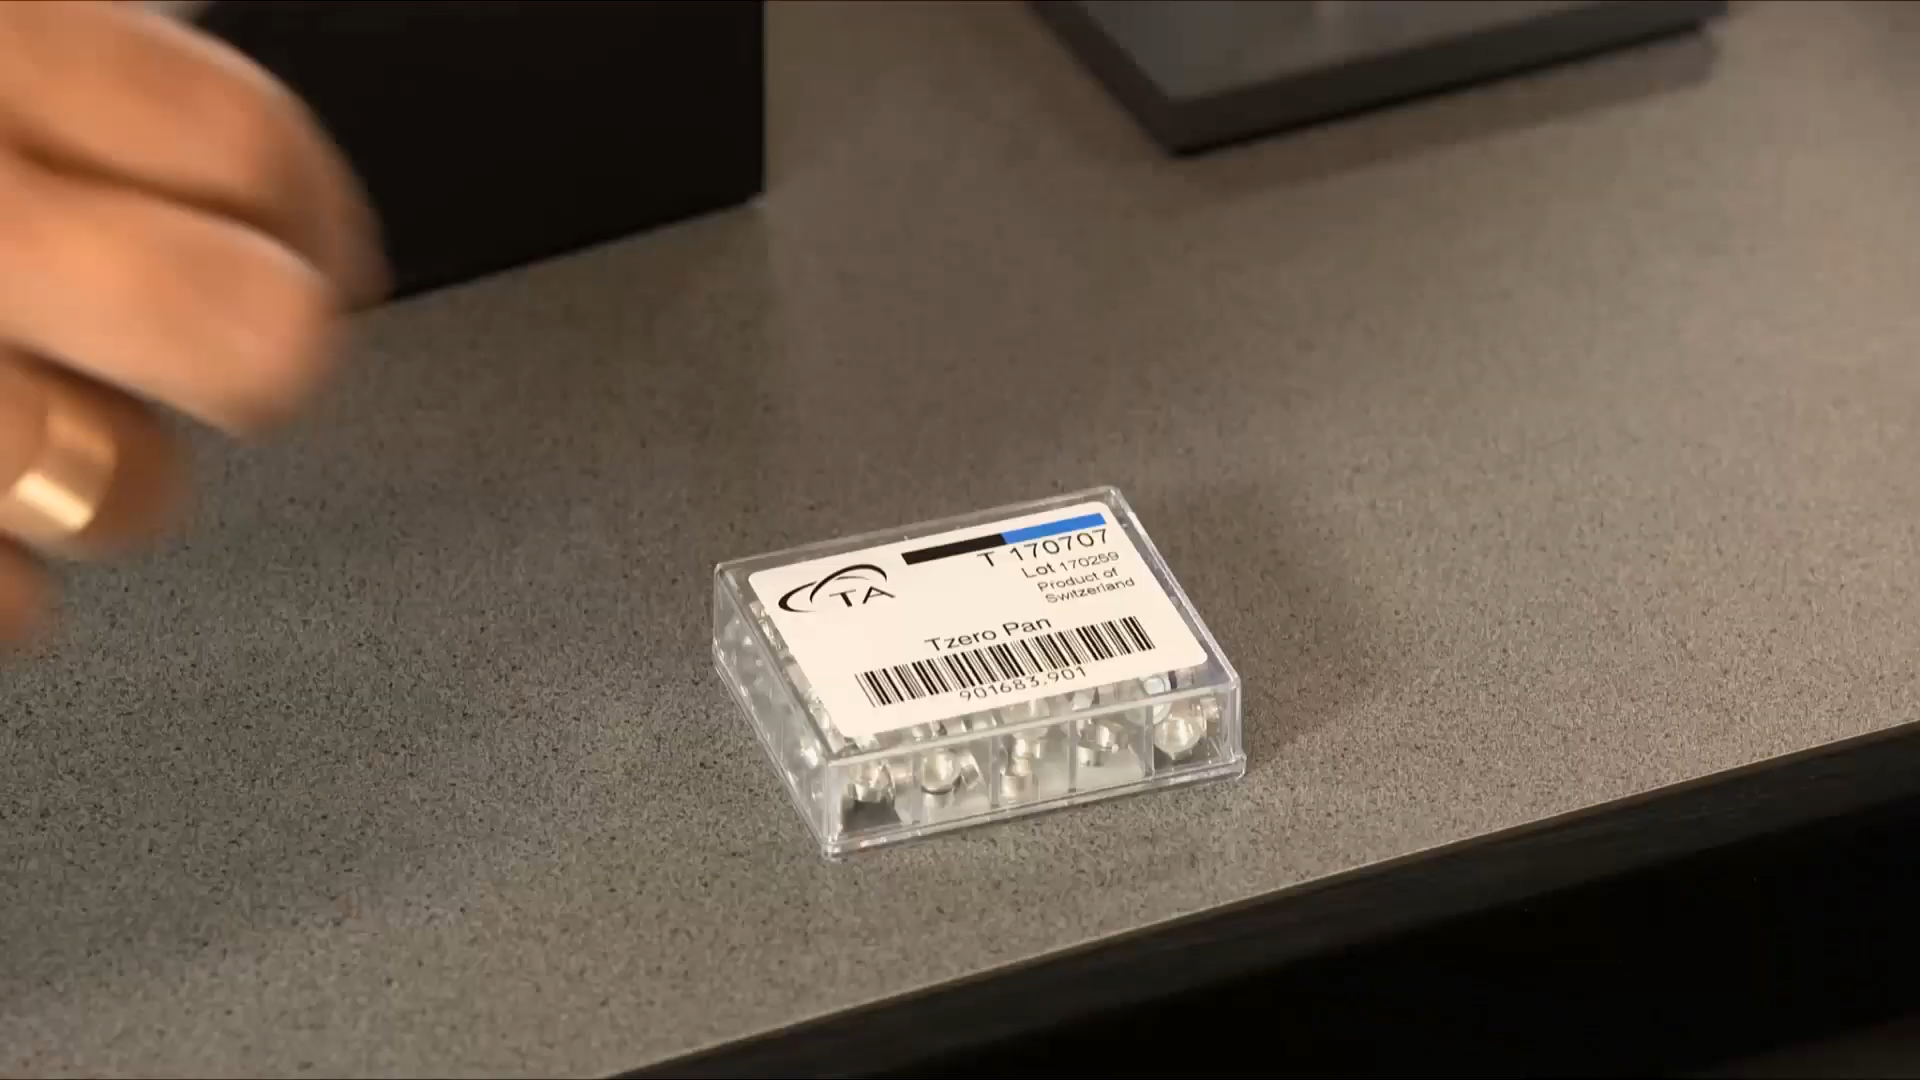 T 170707
Lot 170259
Product of
Switzerland
TA
Tzero Pan
901683.901